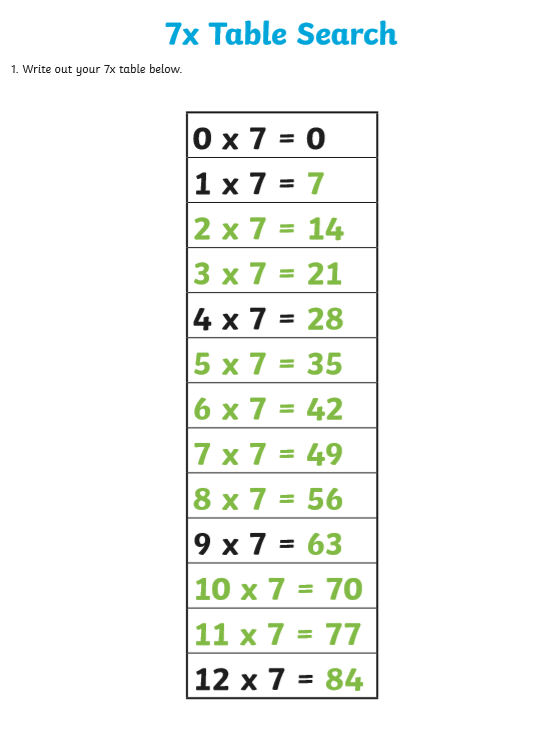 7x Table Search
1. Write out your 7x table below.
0 x 7 = 0
1 x 7 = 7
2 x 7 = 14
3 x 7 = 21
4 x 7 = 28
5 x 7 = 35
6 x 7 = 42
7 x 7 = 49
8 x 7 = 56
9 x 7 = 63
10 x 7 = 70
11 x 7 = 77
12 x 7 = 84